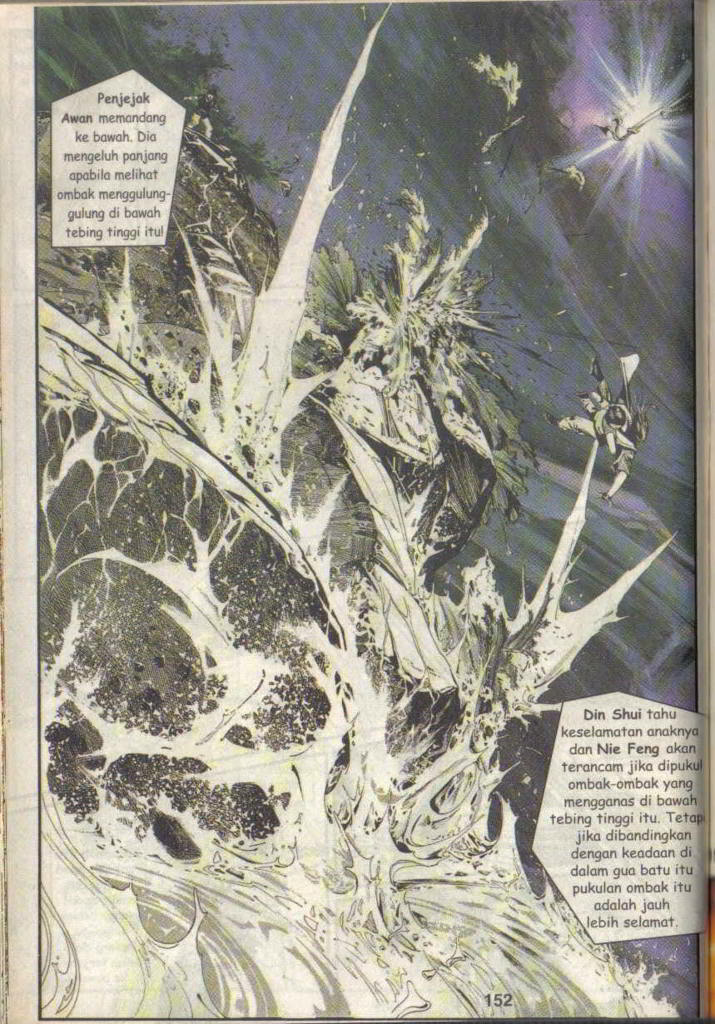 Penjejak
Awan memandang
ke bawah. Dia
mengeluh panjang
apabila melihat
ombak menggulung-
gulung di bawah
tebing tinggi itu!
Din Shui tahu
keselamatan anaknya
dan Nie Feng akan
terancam jika dipukul
ombak-ombak yang
mengganas di bawah
tebing tinggi itu. Tetapi
jika dibandingkan
dengan keadaan di
dalam gua batu itu
pukulan ombak itu
adalah jauh
lebih selamat.
152